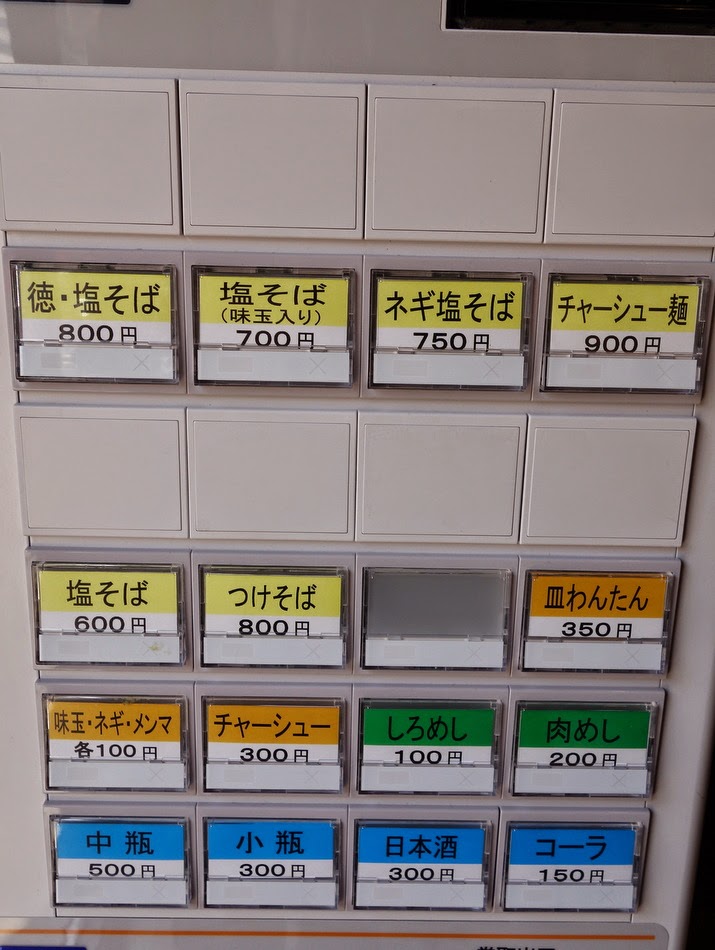 徳・塩そば
800円
塩そば
(味玉入り)
700円
ネギ塩そば
750円
チャーシュー麺
900円
塩そば
600円
つけそば
800円
皿わんたん
350円
味玉・ネギ・メンマ
各100円
チャーシュー
300円
しろめし
100円
肉めし
200円
中瓶
500円
小瓶
300円
日本酒
300円
コーラ
150円